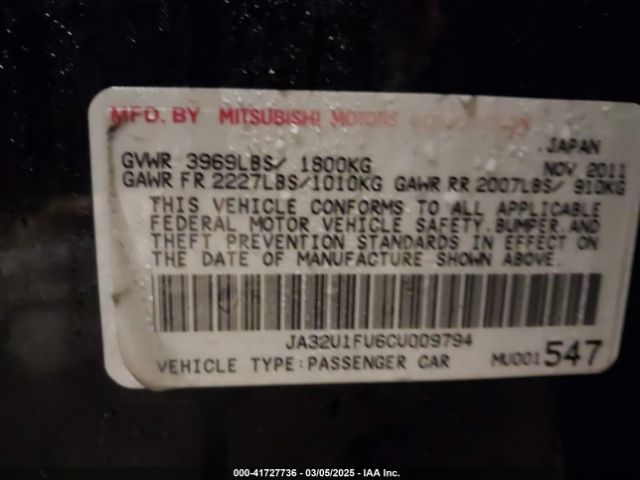 MFD. BY MITSUBISHI MOTORS
JAPAN
GVWR 3969LBS/ 1800KG NOV 2011
GAWR FR 2227LBS/1010KG GAWR RR 2007LBS/ 910KG
THIS VEHICLE CONFORMS TO ALL APPLICABLE
FEDERAL MOTOR VEHICLE SAFETY.BUMPER.AND
THEFT PREVENTION STANDARDS IN EFFECT ON
THE DATE OF MANUFACTURE SHOWN ABOVE.
JA32U1FU6CU009794
VEHICLE TYPE:PASSENGER CAR MU001547
000-41727736 - 03/05/2025 - IAA Inc.